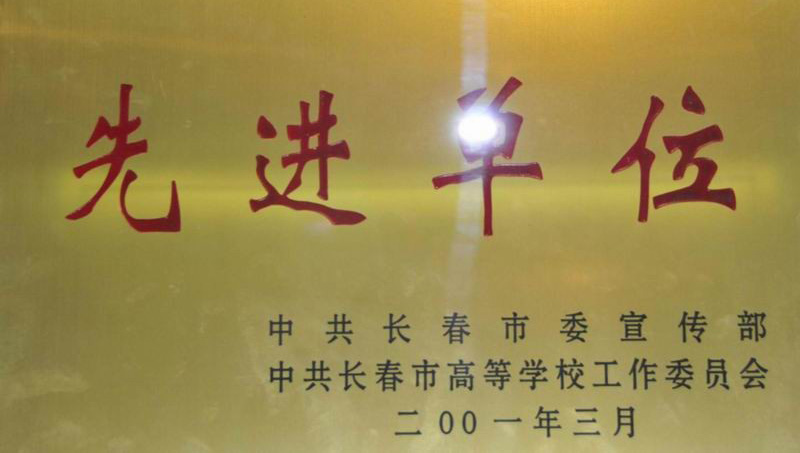 先进单位
中共长春市委宣传部
中共长春市高等学校工作委员会
二00一年三月